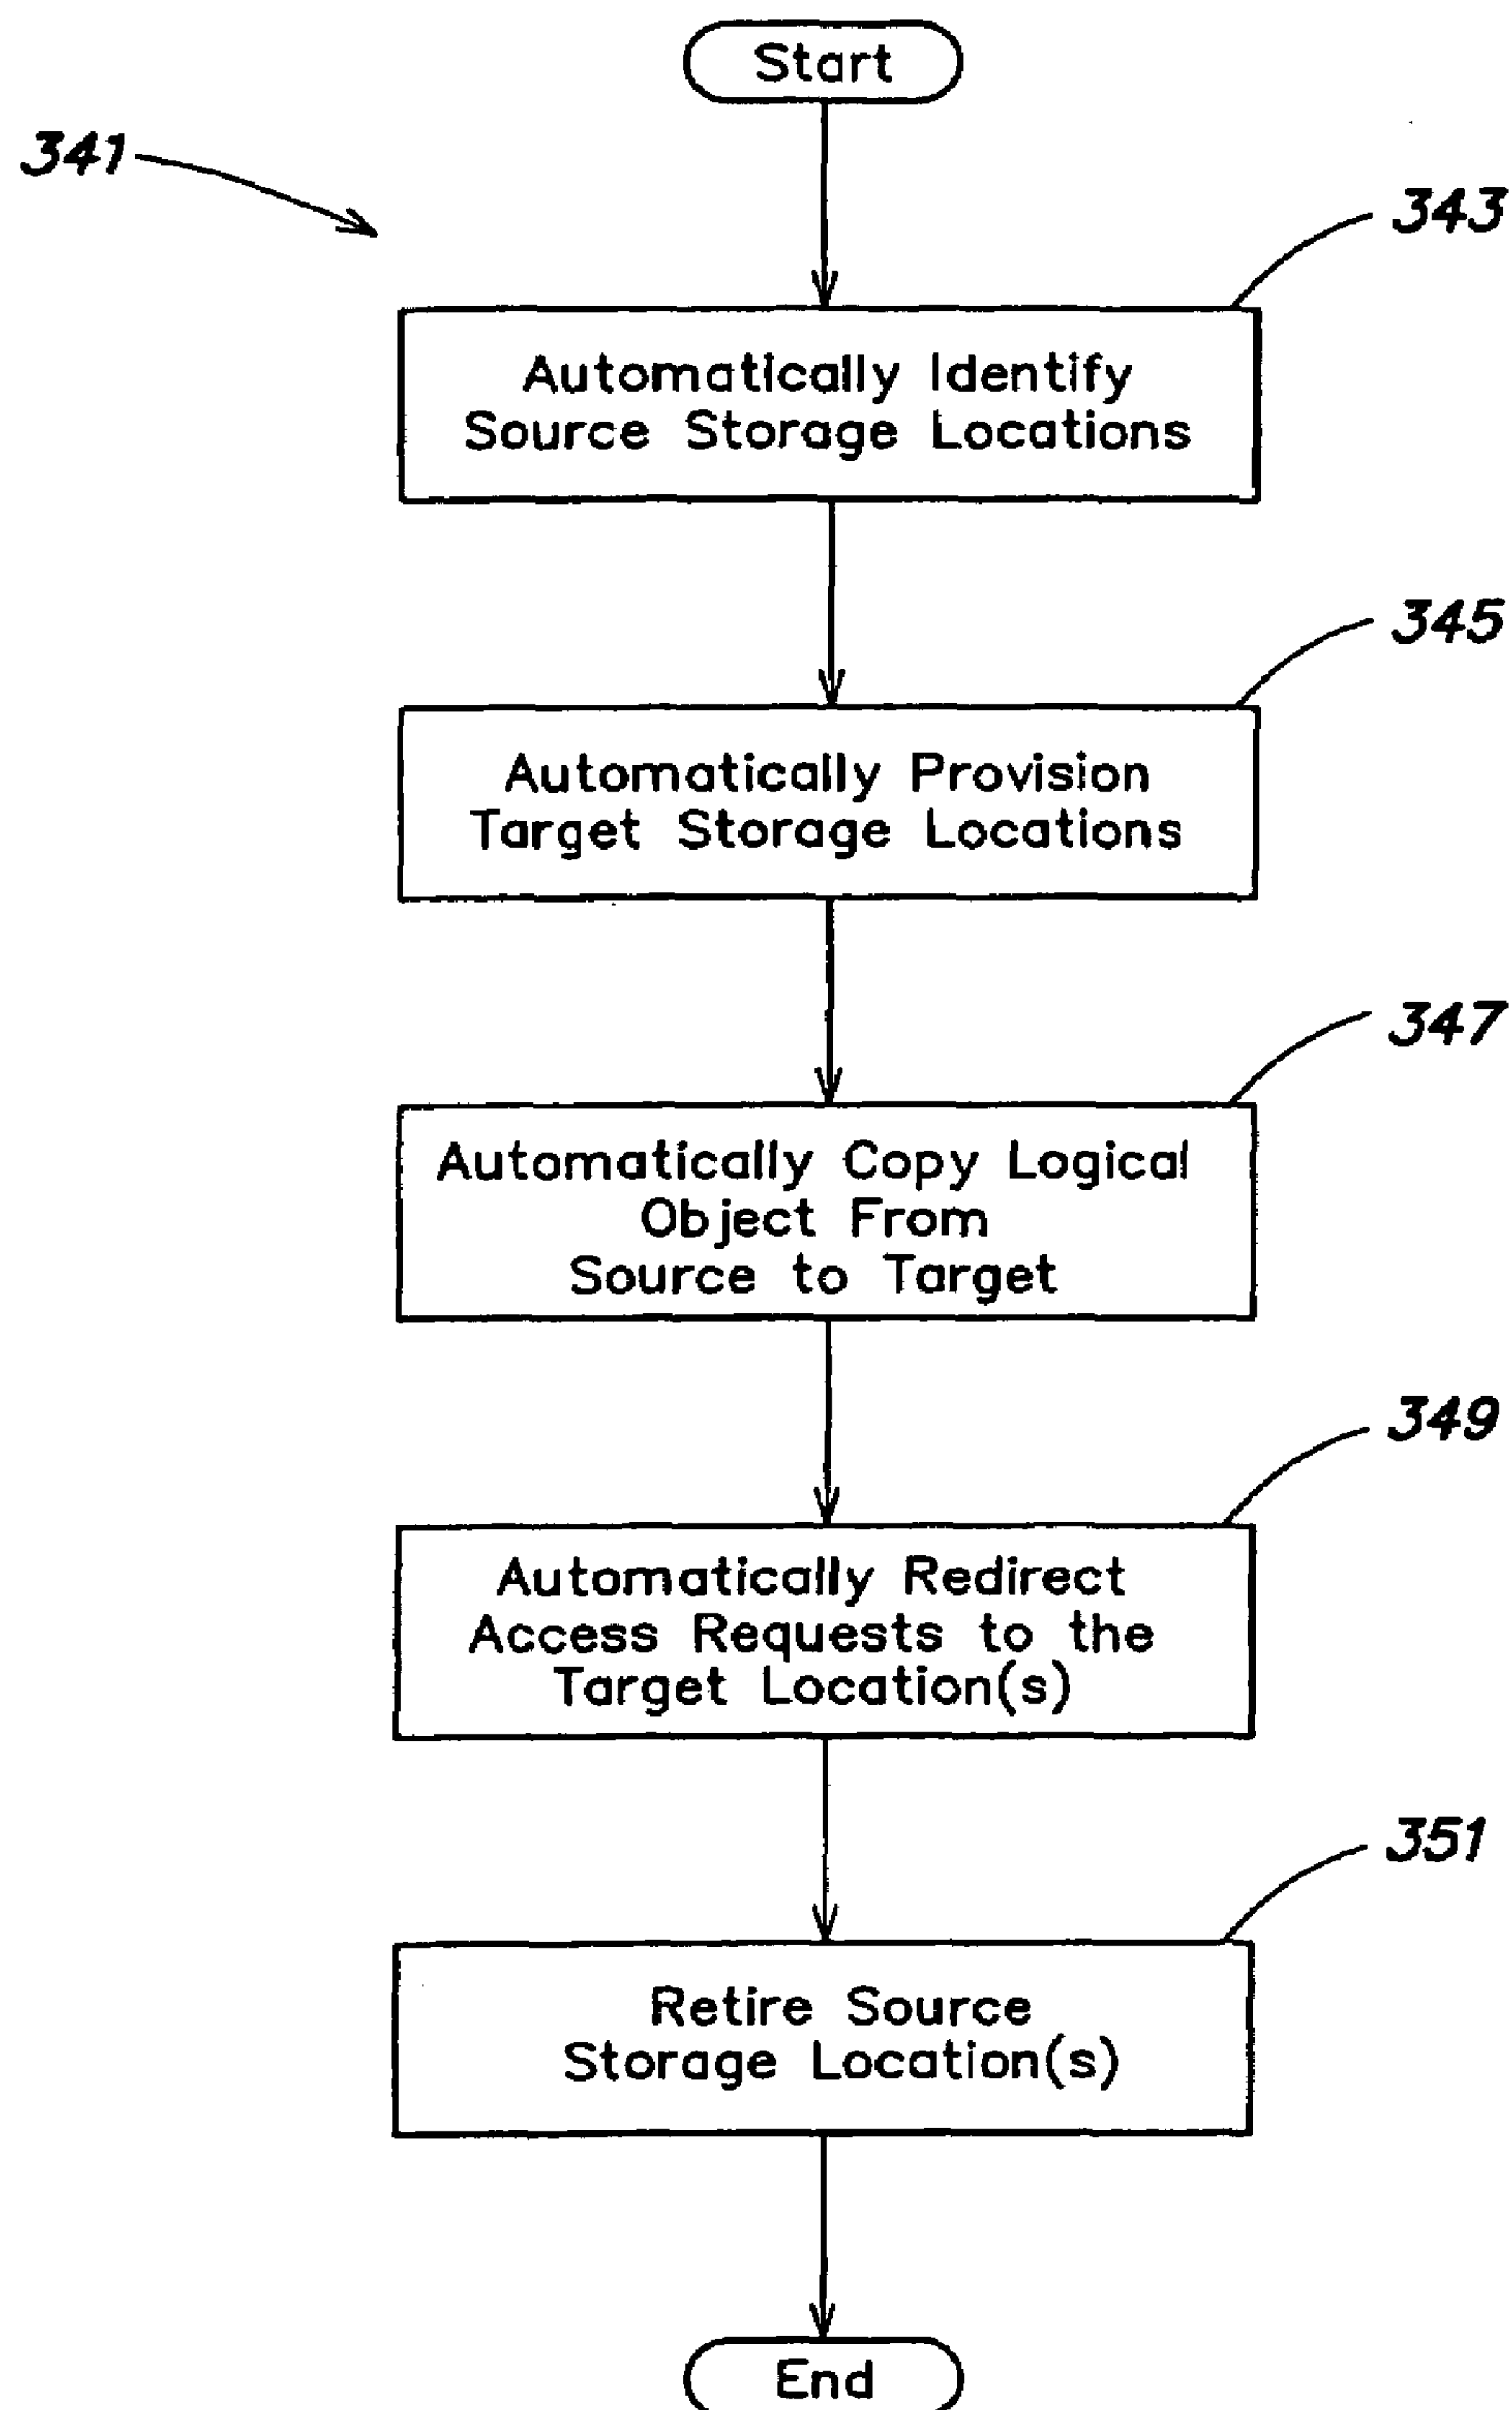 Start
341
343
Automatically Identify
Source Storage Locations
345
Automatically Provision
Target Storage Locations
347
Automatically Copy Logical
Object From
Source to Target
349
Automatically Redirect
Access Requests to the
Target Location(s)
351
Retire Source
Storage Location(s)
End